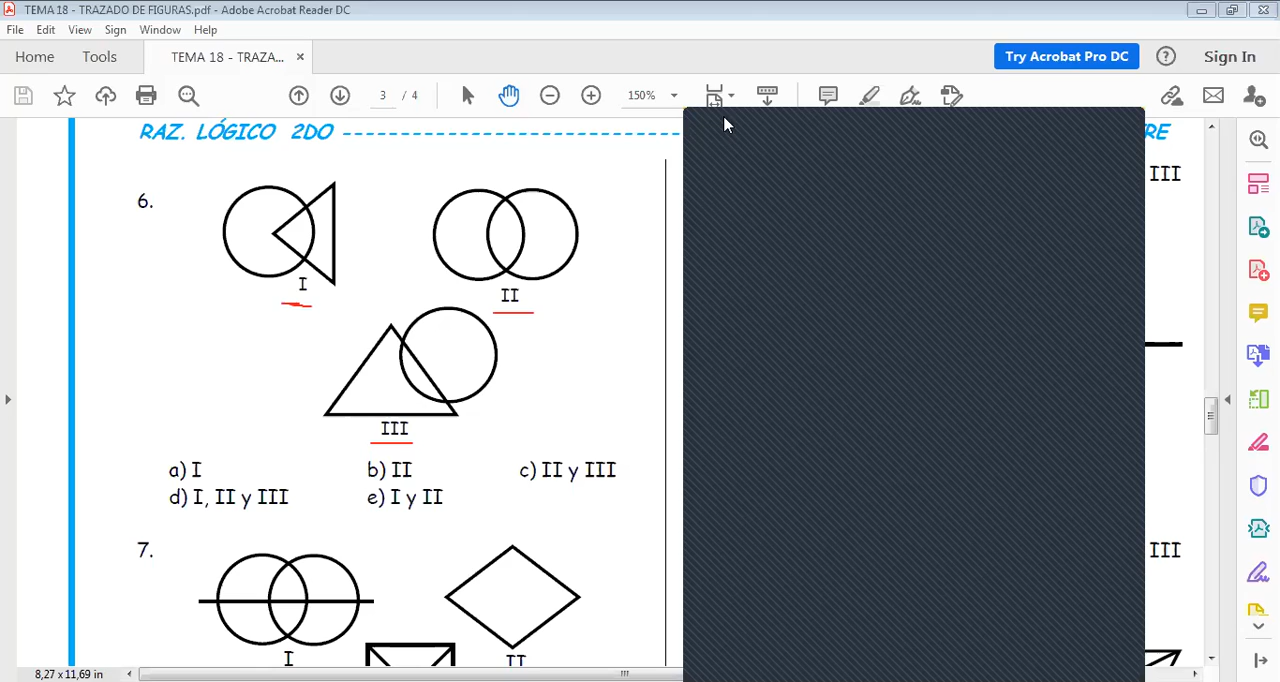 TEMA 18 - TRAZADO DE FIGURAS.pdf - Adobe Acrobat Reader DC
File Edit View Sign Window Help
Home Tools TEMA 18 - TRAZA... × Try Acrobat Pro DC ? Sign In
3 / 4 150%
RAZ. LÓGICO 2DO RE
6. III
I
II
III
a) I b) II c) II y III
d) I, II y III e) I y II
7. III
I
II
8,27 x 11,69 in